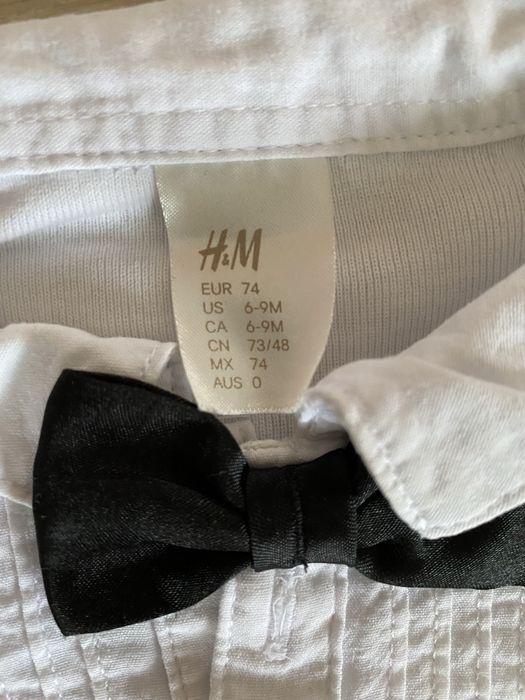 H&M
EUR 74
US 6-9M
CA 6-9M
CN 73/48
MX 74
AUS 0